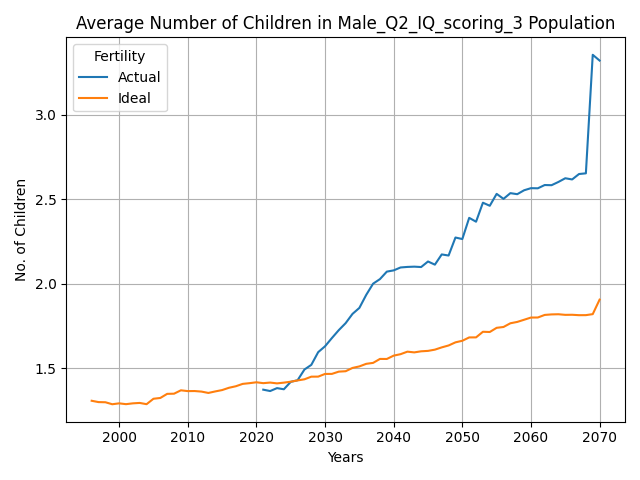 Average Number of Children in Male_Q2_IQ_scoring_3 Population
Fertility
Actual
Ideal
No. of Children
3.0
2.5
2.0
1.5
2000 2010 2020 2030 2040 2050 2060 2070
Years